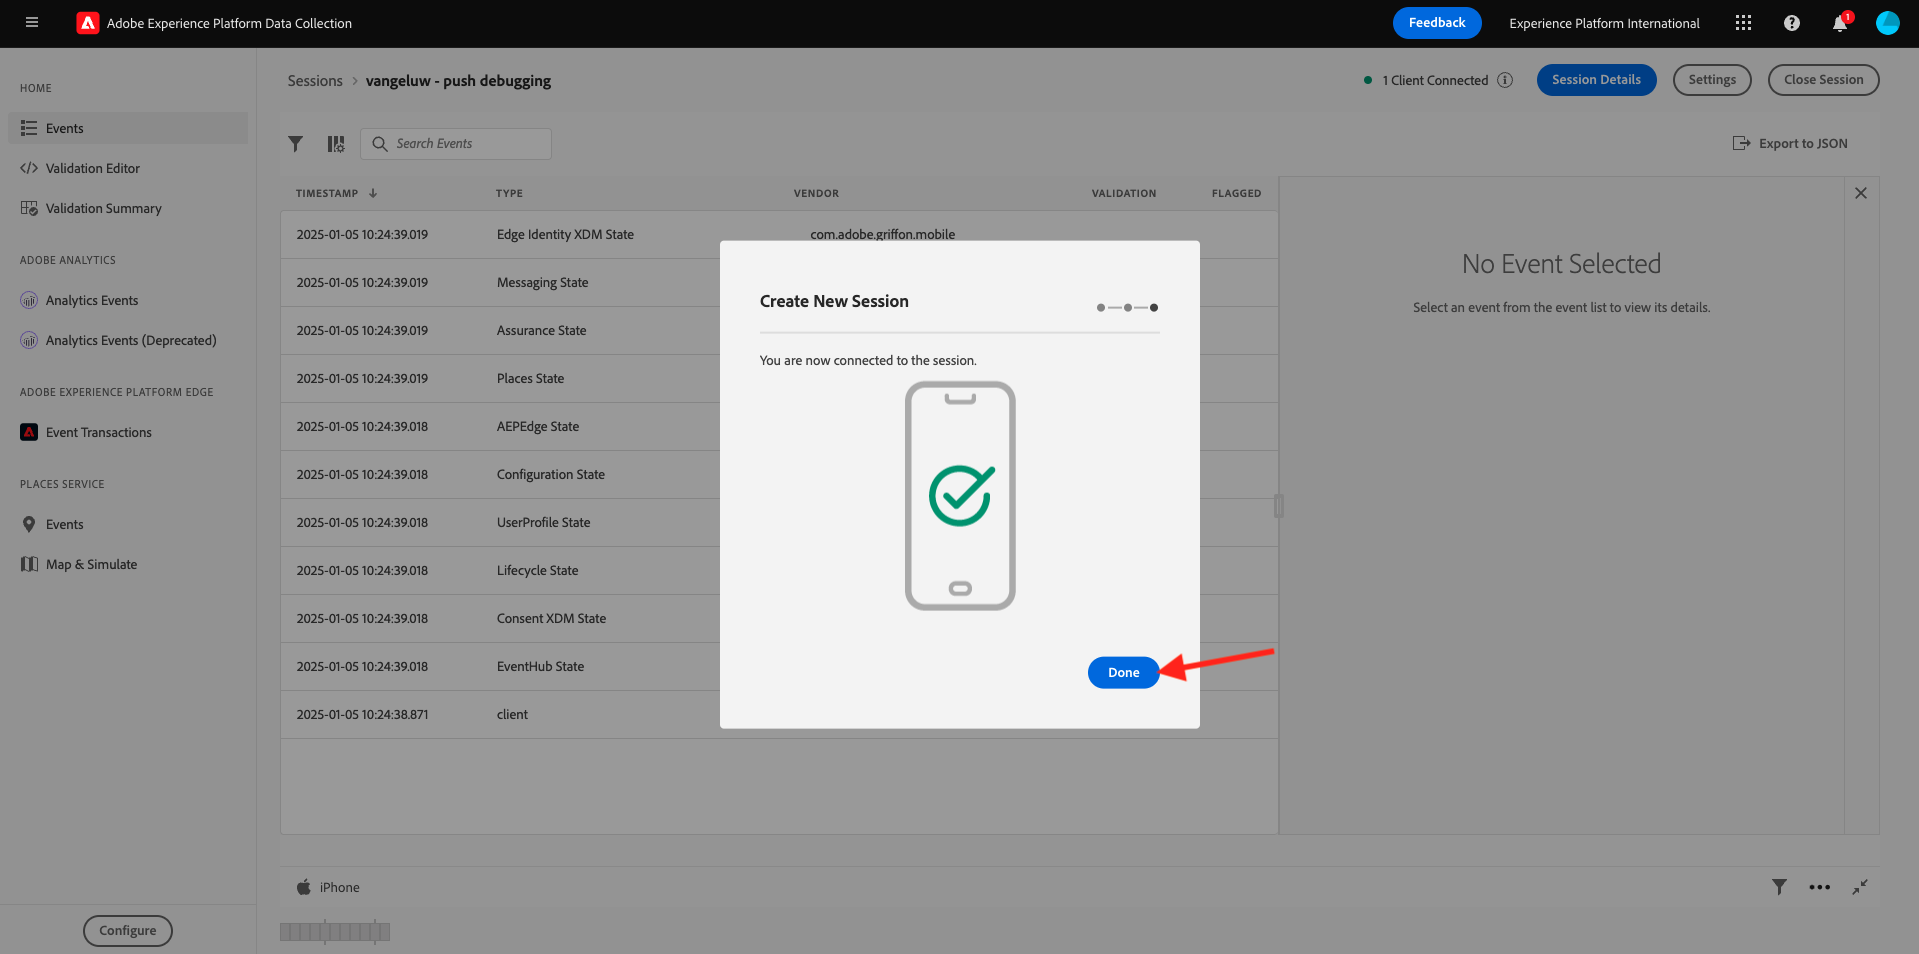 Adobe Experience Platform Data Collection
Feedback
Experience Platform International
1
HOME
Events
Validation Editor
Validation Summary
ADOBE ANALYTICS
Analytics Events
Analytics Events (Deprecated)
ADOBE EXPERIENCE PLATFORM EDGE
Event Transactions
PLACES SERVICE
Events
Map & Simulate
Configure
Sessions > vangeluw - push debugging
1 Client Connected
Session Details
Settings
Close Session
Search Events
Export to JSON
TIMESTAMP TYPE VENDOR VALIDATION FLAGGED
2025-01-05 10:24:39.019 Edge Identity XDM State com.adobe.griffon.mobile
2025-01-05 10:24:39.019 Messaging State
2025-01-05 10:24:39.019 Assurance State
2025-01-05 10:24:39.019 Places State
2025-01-05 10:24:39.018 AEPEdge State
2025-01-05 10:24:39.018 Configuration State
2025-01-05 10:24:39.018 UserProfile State
2025-01-05 10:24:39.018 Lifecycle State
2025-01-05 10:24:39.018 Consent XDM State
2025-01-05 10:24:39.018 EventHub State
2025-01-05 10:24:38.871 client
Create New Session
You are now connected to the session.
Done
No Event Selected
Select an event from the event list to view its details.
iPhone